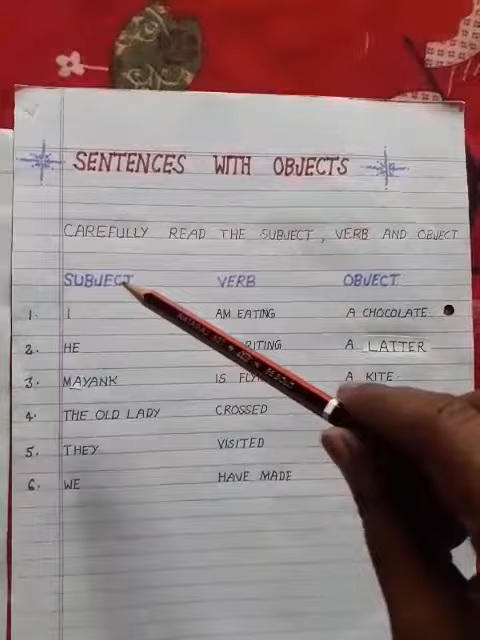 SENTENCES WITH OBJECTS
CAREFULLY READ THE SUBJECT, VERB AND OBJECT
SUBJECT VERB OBJECT
1. I AM EATING A CHOCOLATE
2. HE A LATTER
3. MAYANK IS A KITE
4. THE OLD LADY CROSSED
5. THEY VISITED
6. WE HAVE MADE